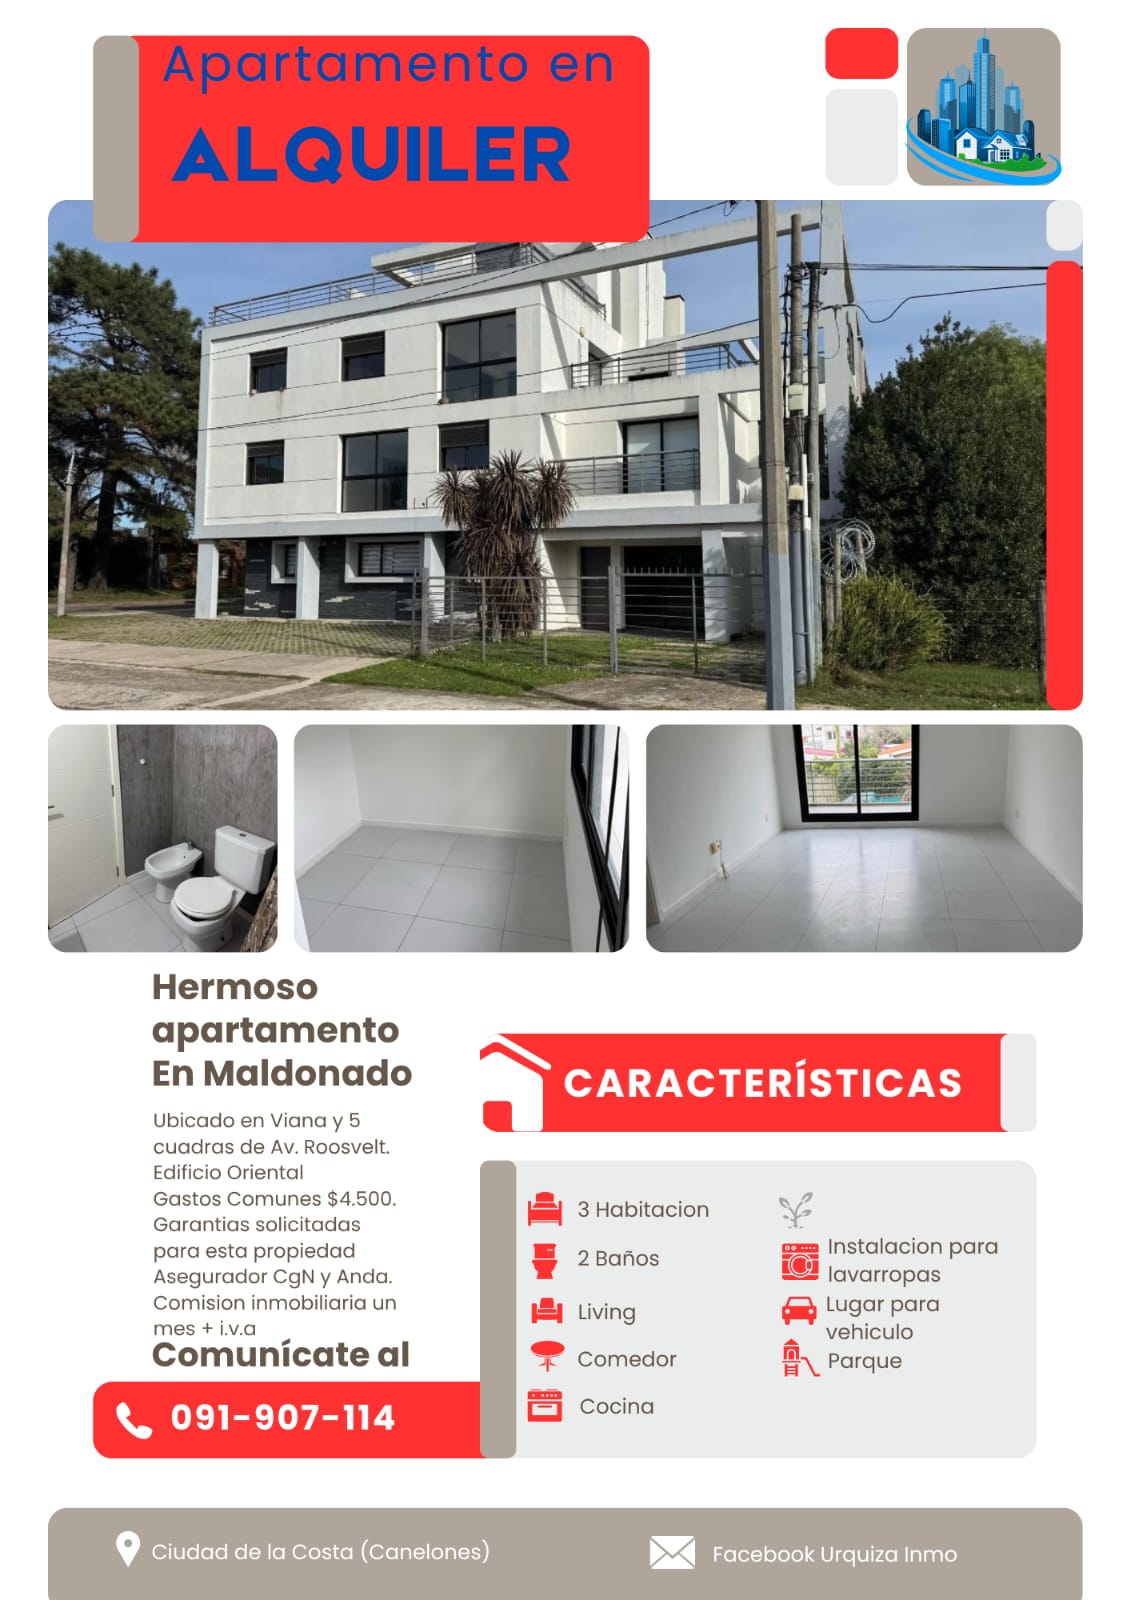 Apartamento en
ALQUILER
Hermoso
apartamento
En Maldonado
Ubicado en Viana y 5
cuadras de Av. Roosvelt.
Edificio Oriental
Gastos Comunes $4.500.
Garantias solicitadas
para esta propiedad
Asegurador CgN y Anda.
Comision inmobiliaria un
mes + i.v.a
Comunícate al
091-907-114
CARACTERÍSTICAS
3 Habitacion
2 Baños
Living
Comedor
Cocina
Instalacion para
lavarropas
Lugar para
vehiculo
Parque
Ciudad de la Costa (Canelones)
Facebook Urquiza Inmo